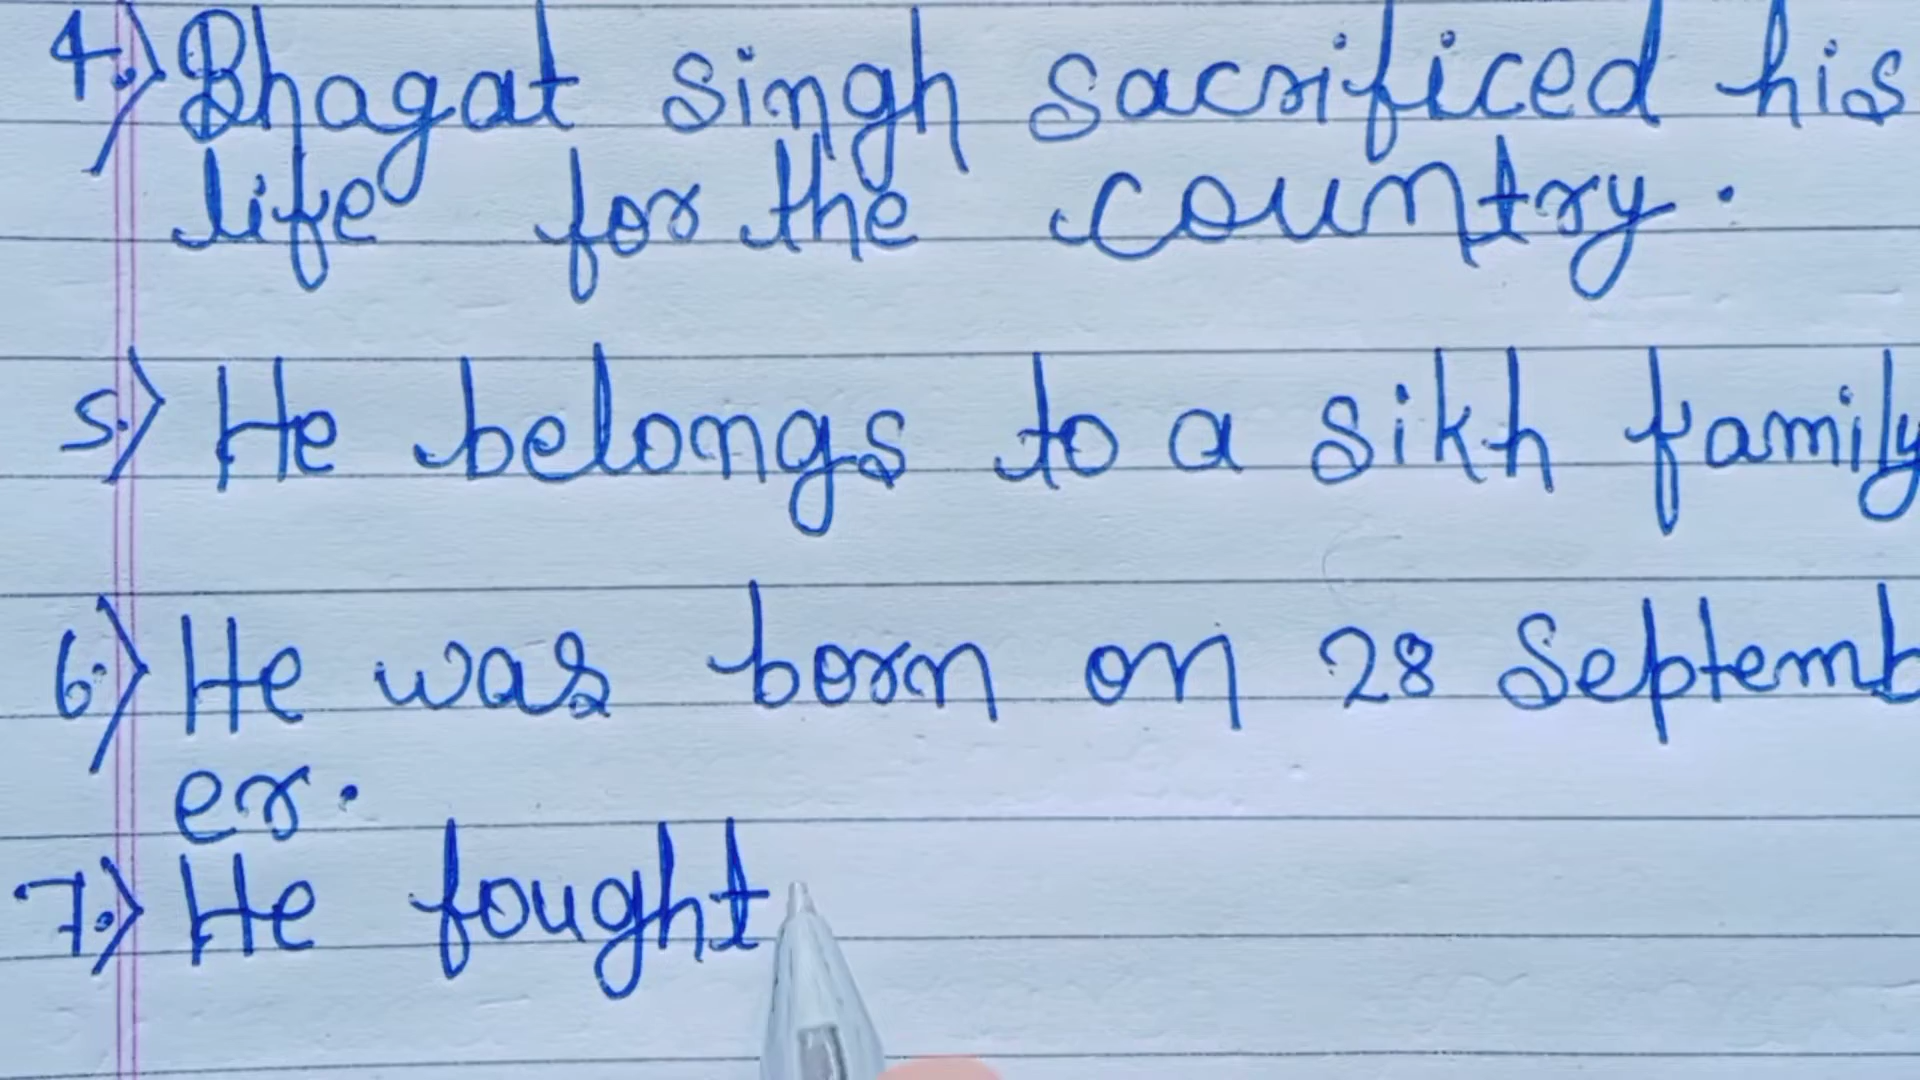 4.) Bhagat singh sacrificed his
life for the country.
5.) He belongs to a sikh family
6.) He was born on 28 Septemb
er.
7.) He fought